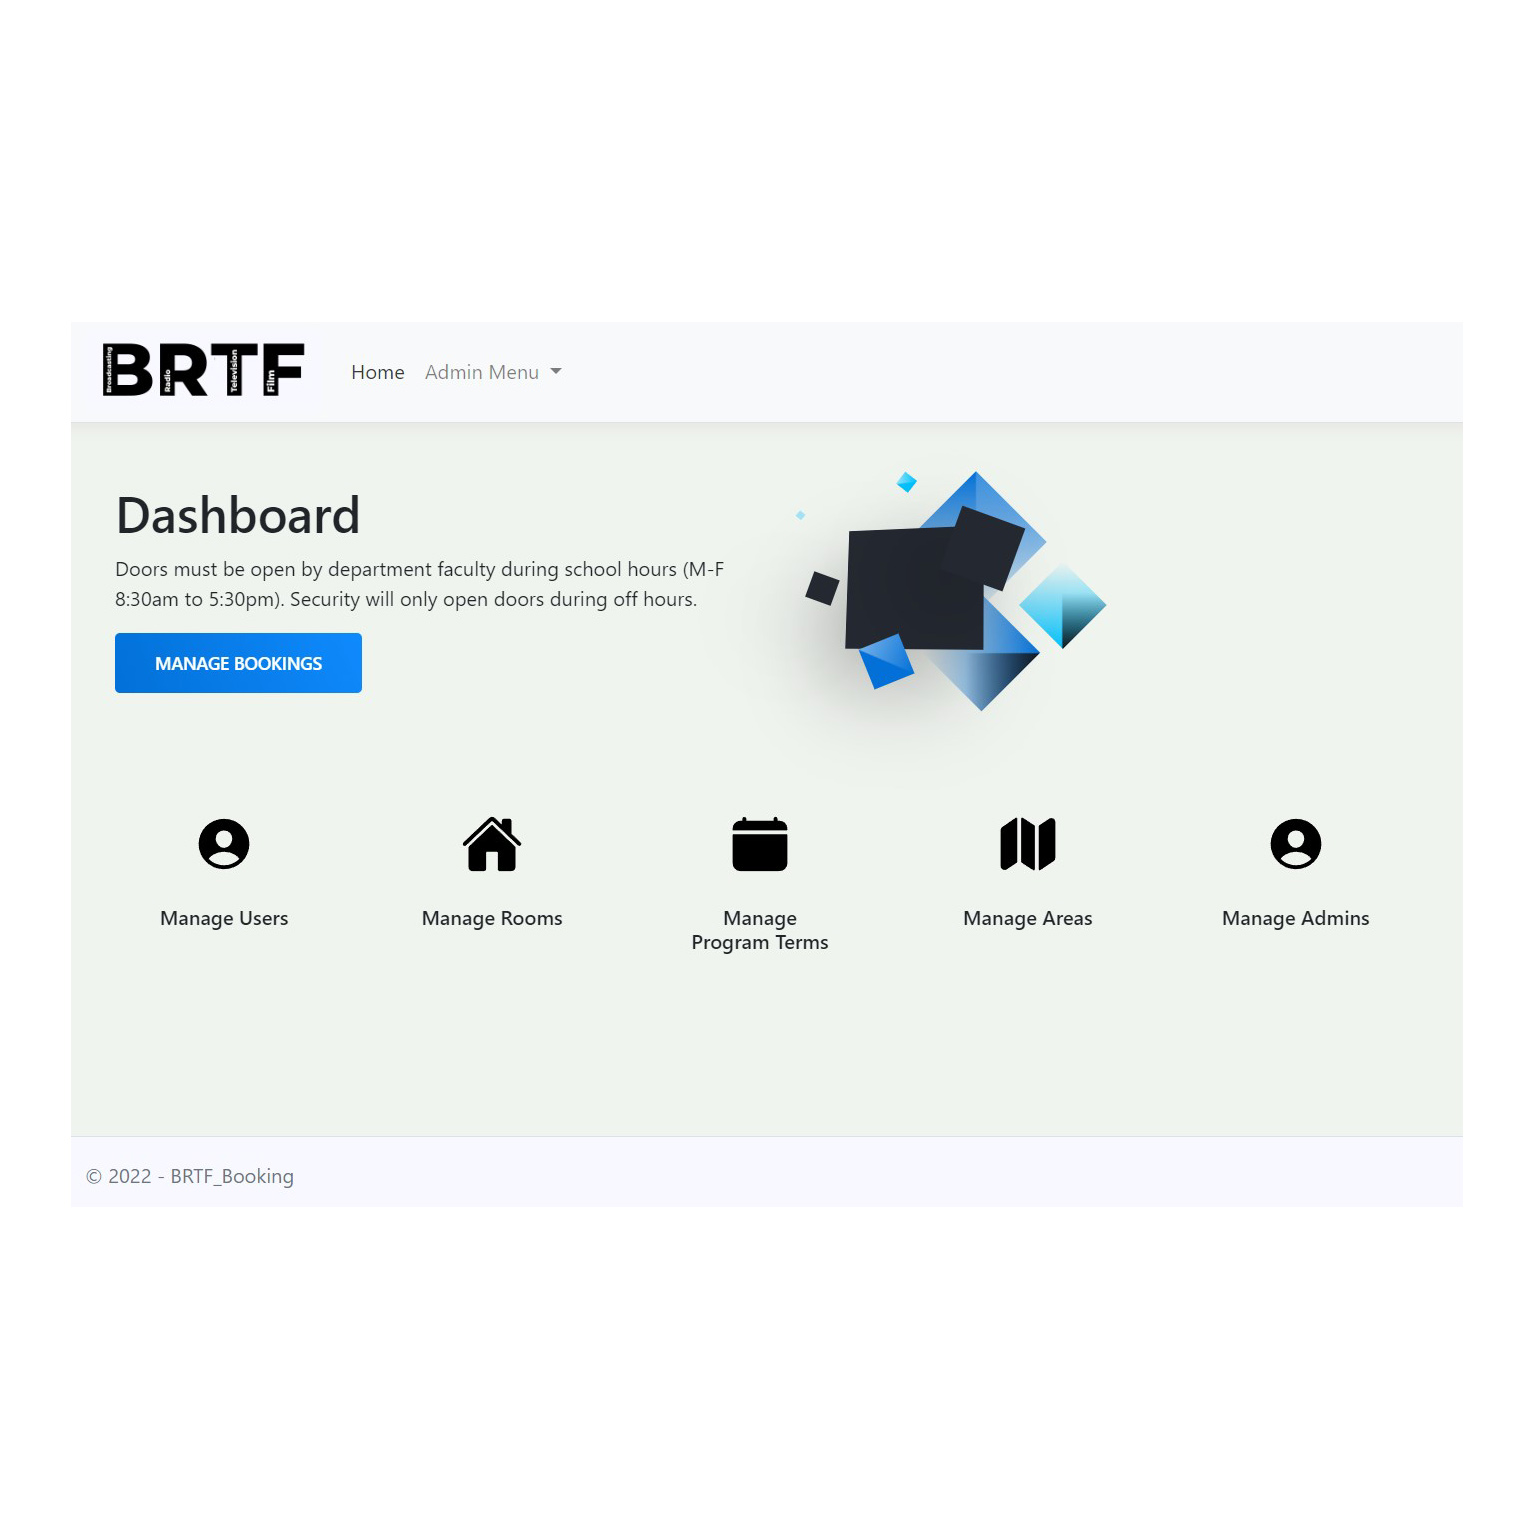 BRTF
Broadcasting
Radio
Television
Film
Home
Admin Menu
Dashboard
Doors must be open by department faculty during school hours (M-F
8:30am to 5:30pm). Security will only open doors during off hours.
MANAGE BOOKINGS
Manage Users
Manage Rooms
Manage
Program Terms
Manage Areas
Manage Admins
© 2022 - BRTF_Booking